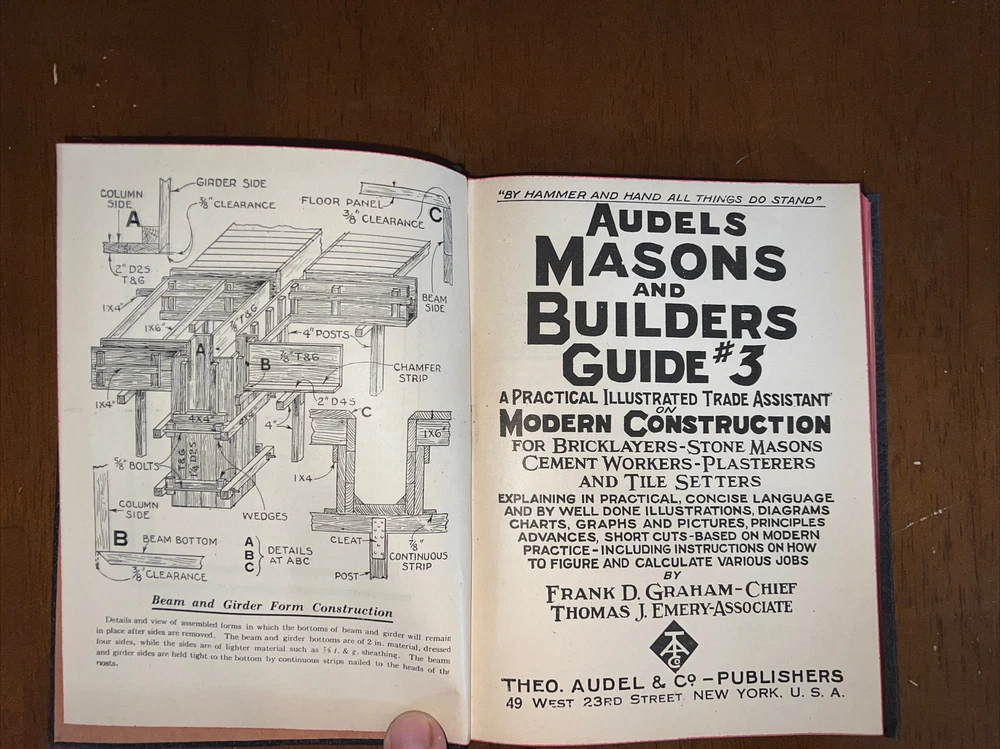 GIRDER SIDE
COLUMN
SIDE
A
3/8" CLEARANCE
2" D2S
T&G
FLOOR PANEL
3/8" CLEARANCE
C
BEAM
SIDE
1X4"
1X6"
7/8 T&G
4" POSTS
A
B
7/8" T&G
CHAMFER
STRIP
2" D4S
1X4"
4X4"
4"
C
1X6"
5/8" BOLTS
T&G
1X4
WEDGES
COLUMN
SIDE
B
BEAM BOTTOM
3/8" CLEARANCE
A
B
C
DETAILS
AT ABC
CLEAT
7/8"
CONTINUOUS
STRIP
POST
Beam and Girder Form Construction
Details and view of assembled forms in which the bottoms of beam and girder will remain
in place after sides are removed. The beam and girder bottoms are of 2 in. material, dressed
four sides, while the sides are of lighter material such as 7/8 t. & g. sheathing. The beams
and girder sides are held tight to the bottom by continuous strips nailed to the heads of the
posts.
"BY HAMMER AND HAND ALL THINGS DO STAND"
AUDELS
MASONS
AND
BUILDERS
GUIDE #3
A PRACTICAL ILLUSTRATED TRADE ASSISTANT
ON
MODERN CONSTRUCTION
FOR BRICKLAYERS-STONE MASONS
CEMENT WORKERS-PLASTERERS
AND TILE SETTERS
EXPLAINING IN PRACTICAL, CONCISE LANGUAGE
AND BY WELL DONE ILLUSTRATIONS, DIAGRAMS
CHARTS, GRAPHS AND PICTURES, PRINCIPLES
ADVANCES, SHORT CUTS-BASED ON MODERN
PRACTICE-INCLUDING INSTRUCTIONS ON HOW
TO FIGURE AND CALCULATE VARIOUS JOBS
BY
FRANK D. GRAHAM-CHIEF
THOMAS J. EMERY-ASSOCIATE
TA
Co
THEO. AUDEL & Co.-PUBLISHERS
49 WEST 23RD STREET. NEW YORK, U. S. A.